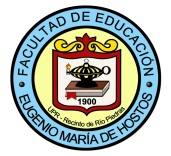 FACULTAD DE EDUCACIÓN
1900
UPR - Recinto de Río Piedras
EUGENIO MARÍA DE HOSTOS